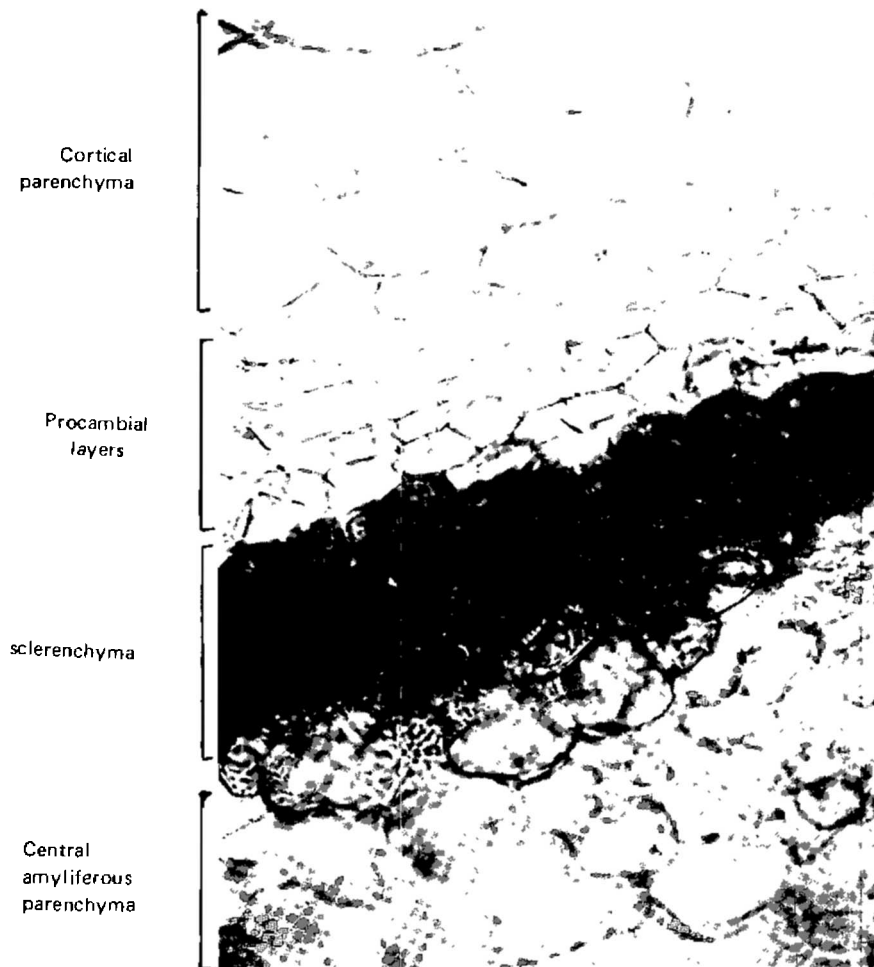 Cortical
parenchyma
Procambial
layers
sclerenchyma
Central
amyliferous
parenchyma